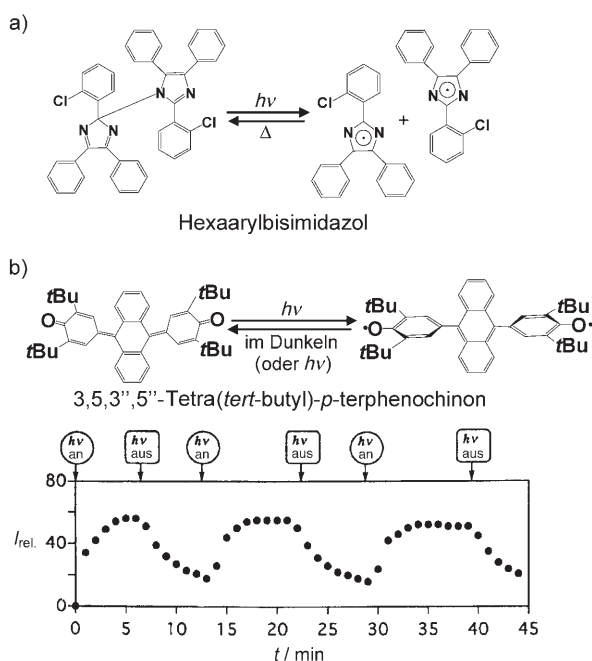 a)
Cl
N
N
N
N
Cl
hν
Δ
Cl
N
N
+
N
N
Cl
Hexaarylbisimidazol
b)
tBu
tBu
O
O
tBu
tBu
hν
im Dunkeln
(oder hν)
tBu
tBu
•O
O•
tBu
tBu
3,5,3'',5''-Tetra(tert-butyl)-p-terphenochinon
hν an
hν aus
hν an
hν aus
hν an
hν aus
80
40
0
I rel.
0 5 10 15 20 25 30 35 40 45
t / min